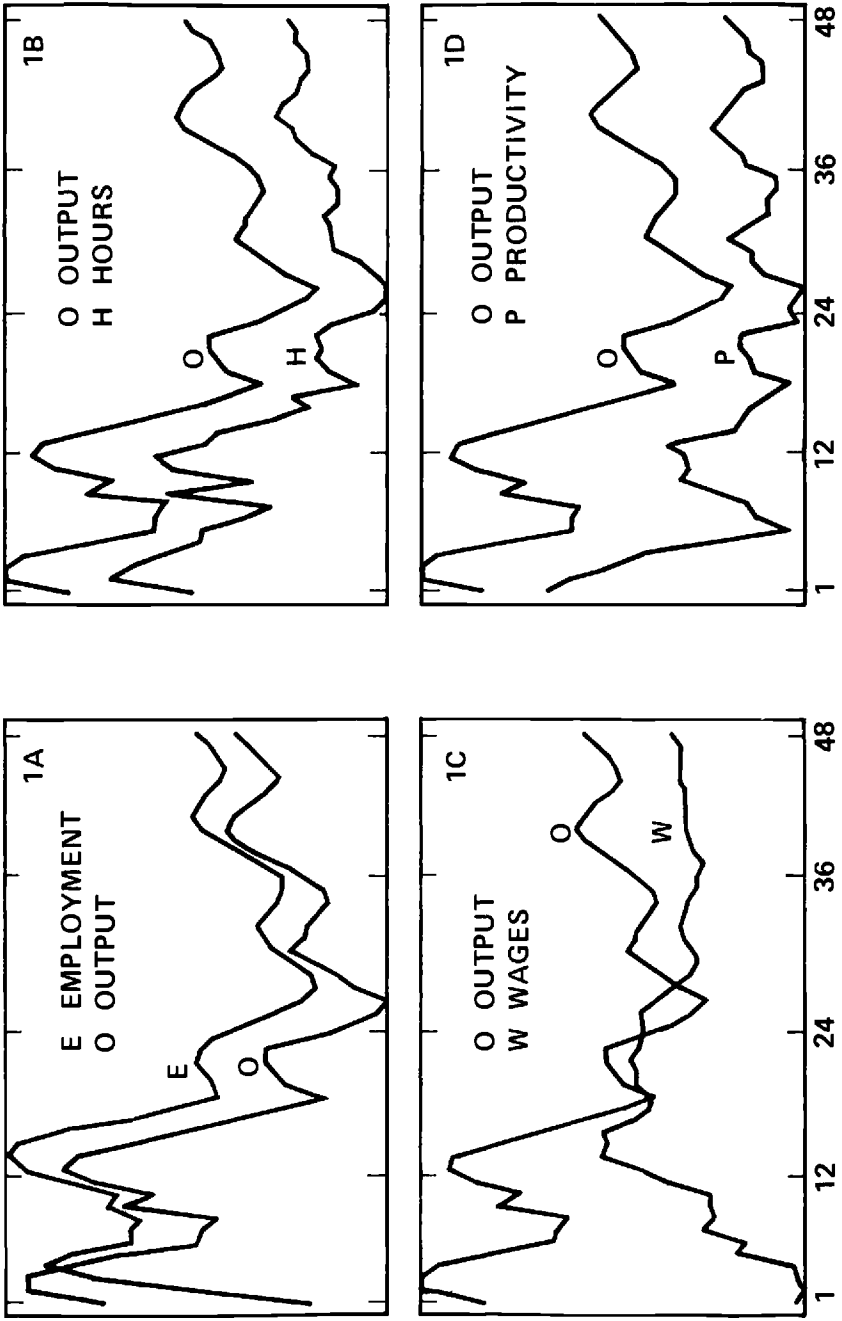 1A
E EMPLOYMENT
O OUTPUT
E
O
1B
O OUTPUT
H HOURS
O
H
1C
O OUTPUT
W WAGES
O
W
1 12 24 36 48
1D
O OUTPUT
P PRODUCTIVITY
O
P
1 12 24 36 48